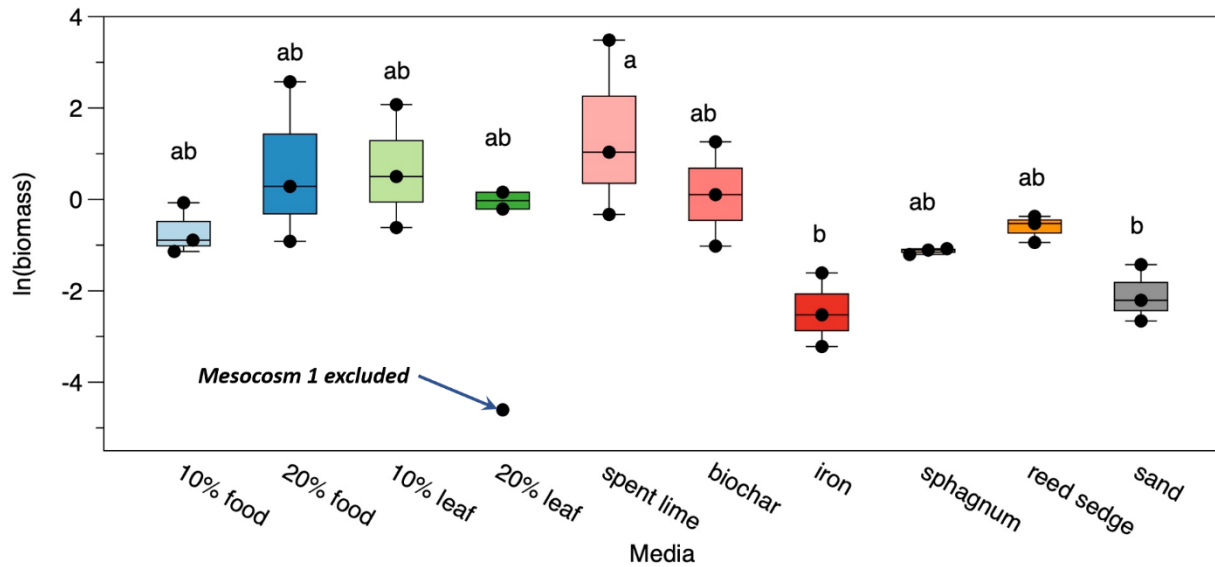 4
2
0
-2
-4
ln(biomass)
ab
ab
ab
ab
a
ab
b
ab
ab
b
Mesocosm 1 excluded
10% food
20% food
10% leaf
20% leaf
spent lime
biochar
iron
sphagnum
reed sedge
sand
Media